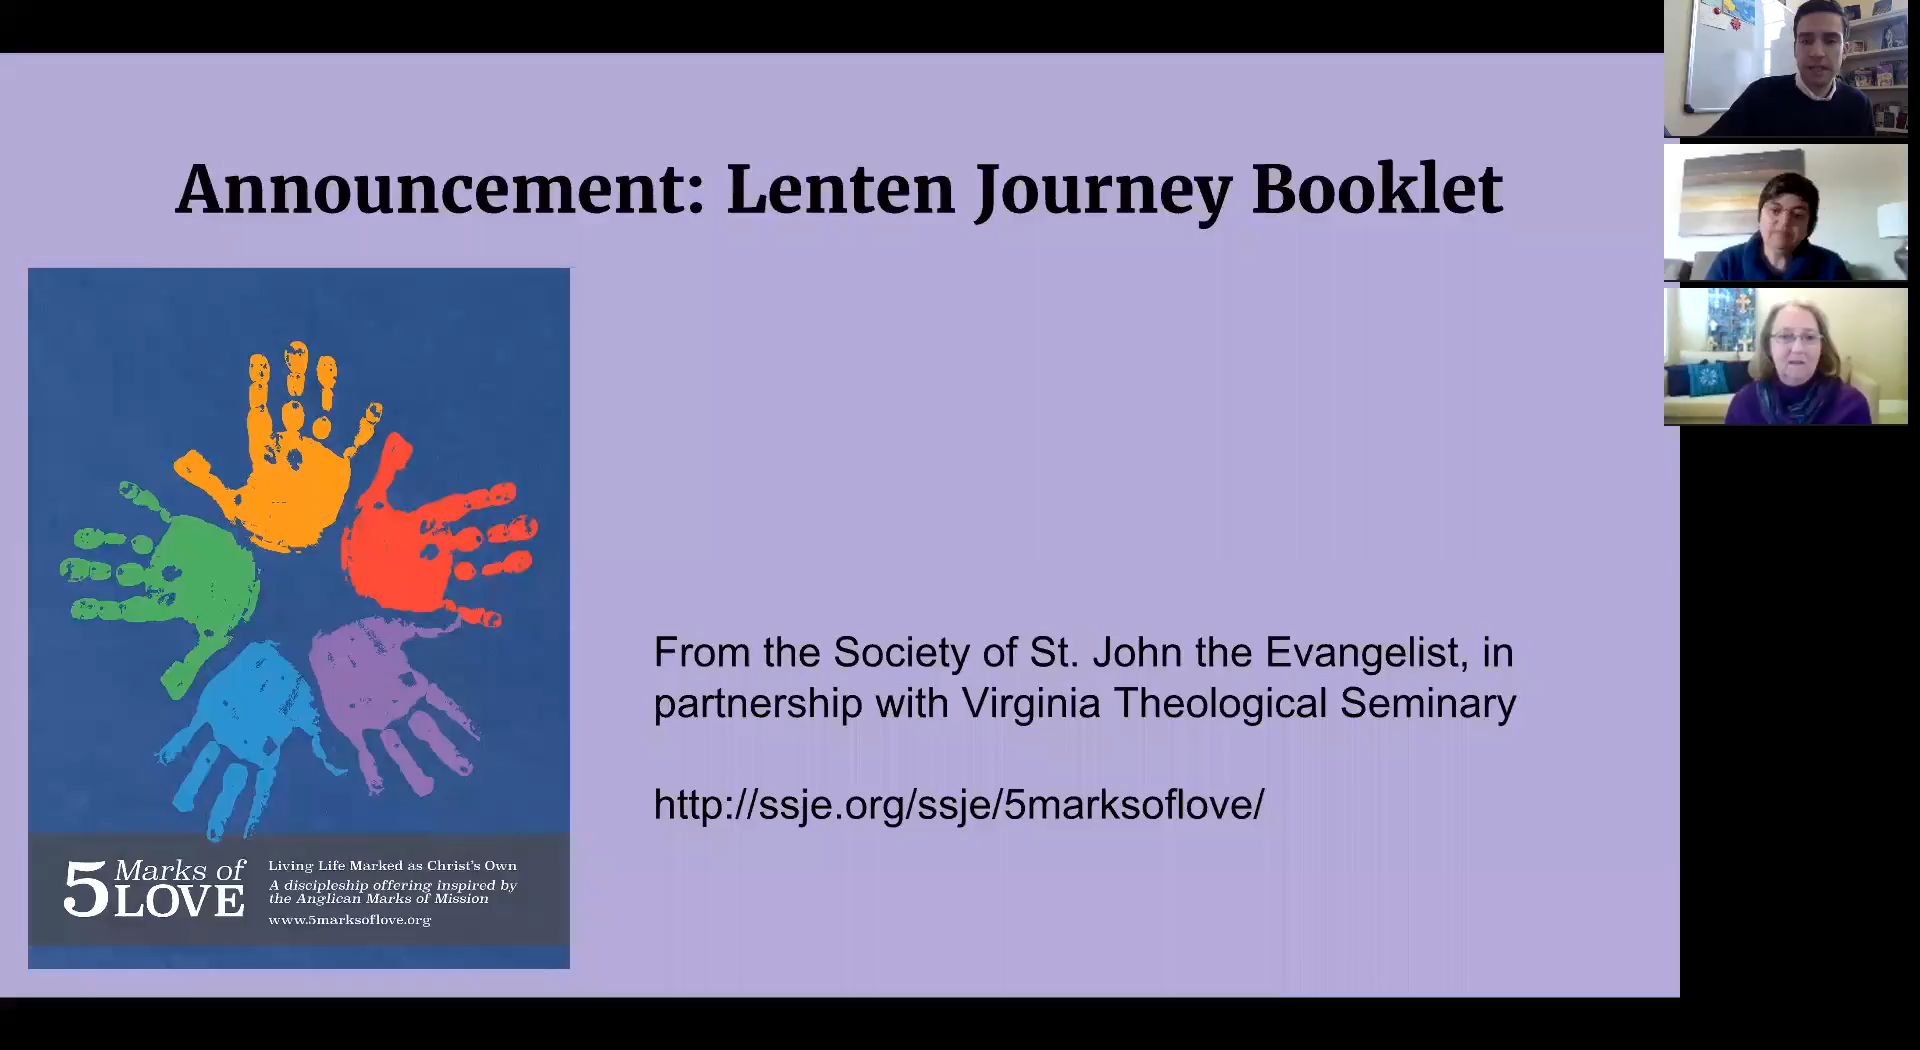 Announcement: Lenten Journey Booklet
From the Society of St. John the Evangelist, in
partnership with Virginia Theological Seminary
http://ssje.org/ssje/5marksoflove/
5 Marks of
LOVE
Living Life Marked as Christ's Own
A discipleship offering inspired by
the Anglican Marks of Mission
www.5marksoflove.org